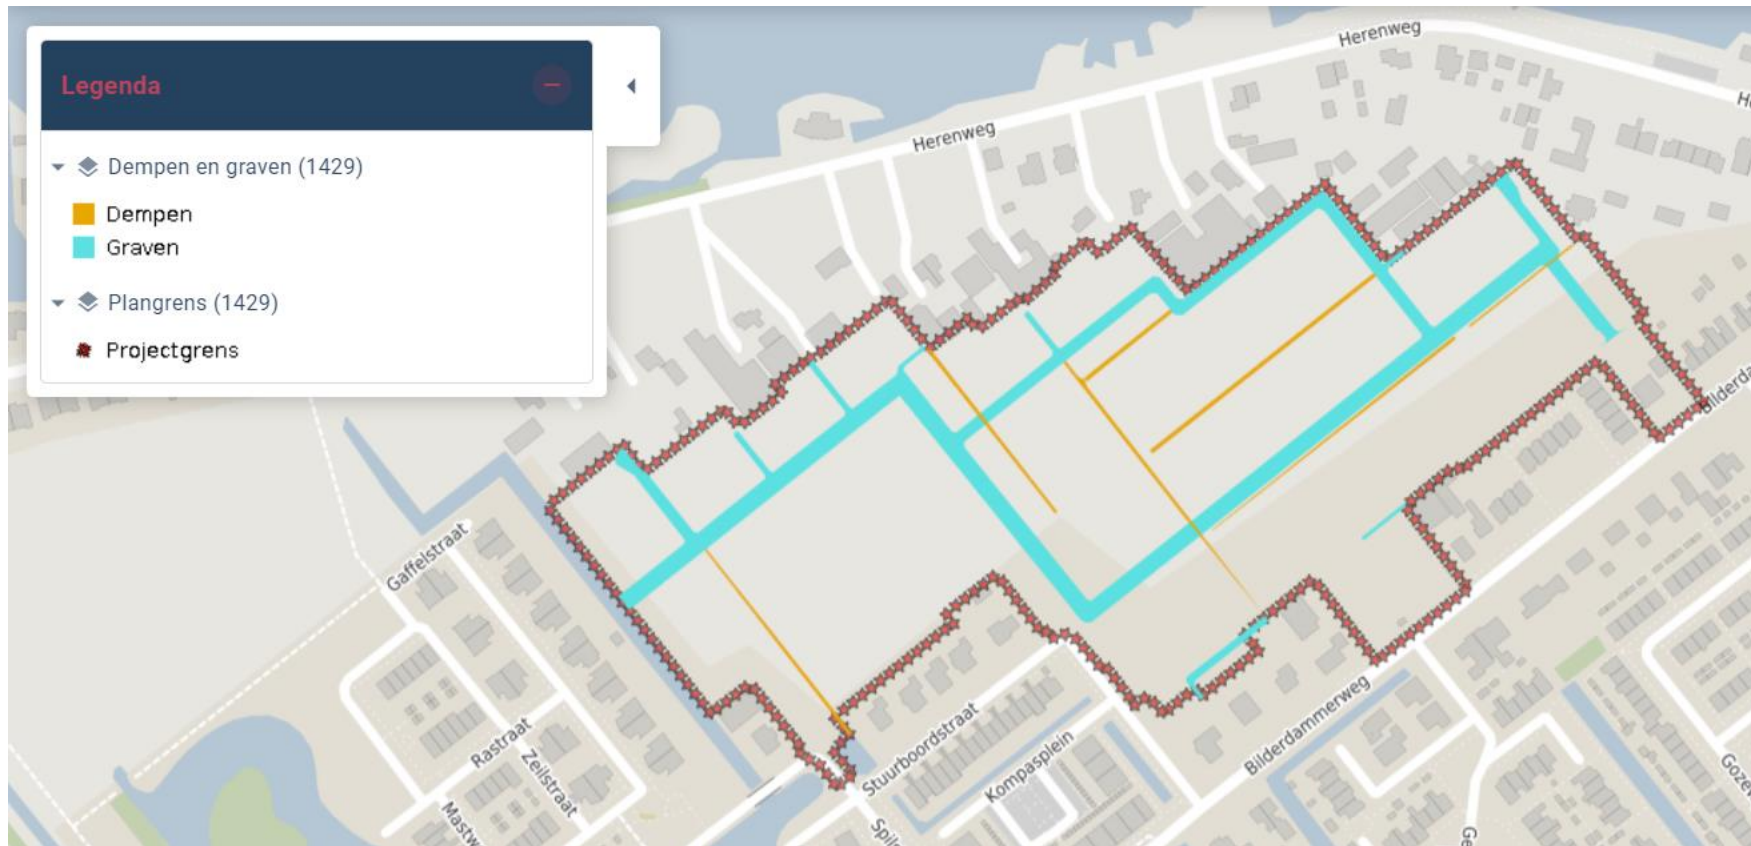 Legenda
Dempen en graven (1429)
Dempen
Graven
Plangrens (1429)
Projectgrens
Herenweg
Herenweg
Gaffelstraat
Rastraat
Zeilstraat
Stuurboordstraat
Kompasplein
Bilderdammerweg